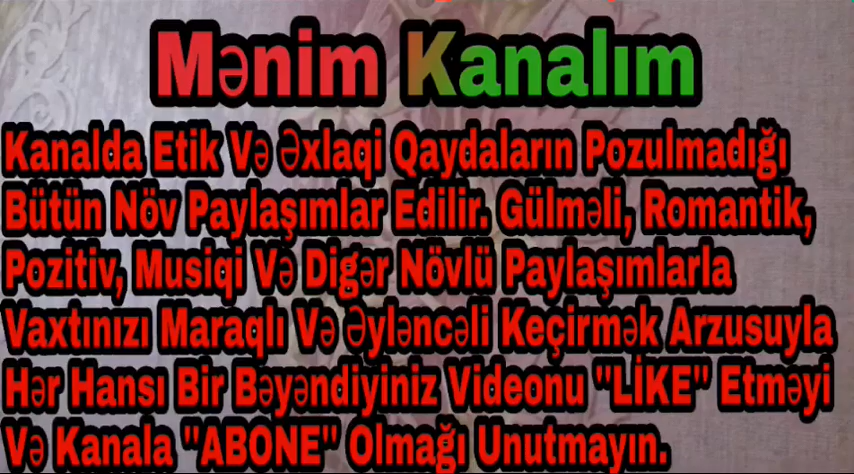 Mənim Kanalım
Kanalda Etik Və Əxlaqi Qaydaların Pozulmadığı
Bütün Növ Paylaşımlar Edilir. Gülməli, Romantik,
Pozitiv, Musiqi Və Digər Növlü Paylaşımlarla
Vaxtınızı Maraqlı Və Əyləncəli Keçirmək Arzusuyla
Hər Hansı Bir Bəyəndiyiniz Videonu "LİKE" Etməyi
Və Kanala "ABONE" Olmağı Unutmayın.